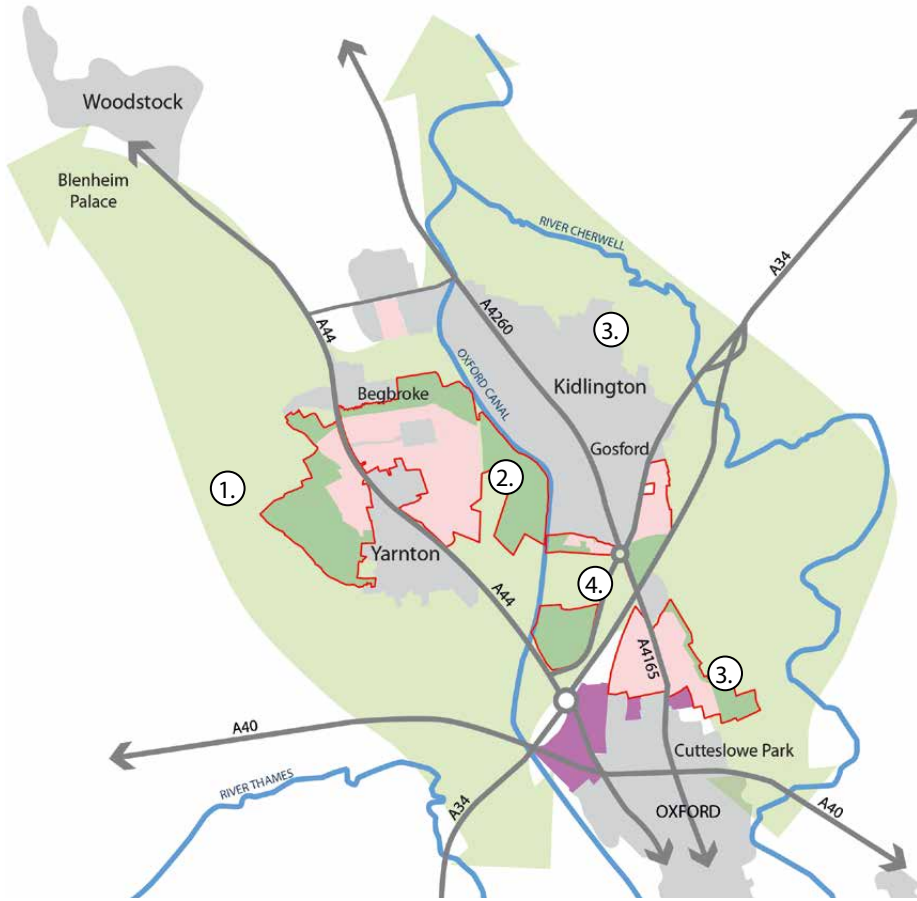 Woodstock
Blenheim
Palace
RIVER CHERWELL
A34
A44
A4260
3.
Kidlington
OXFORD CANAL
Begbroke
Gosford
1.
2.
Yarnton
A44
4.
A4165
3.
A40
Cutteslowe Park
RIVER THAMES
A34
OXFORD
A40